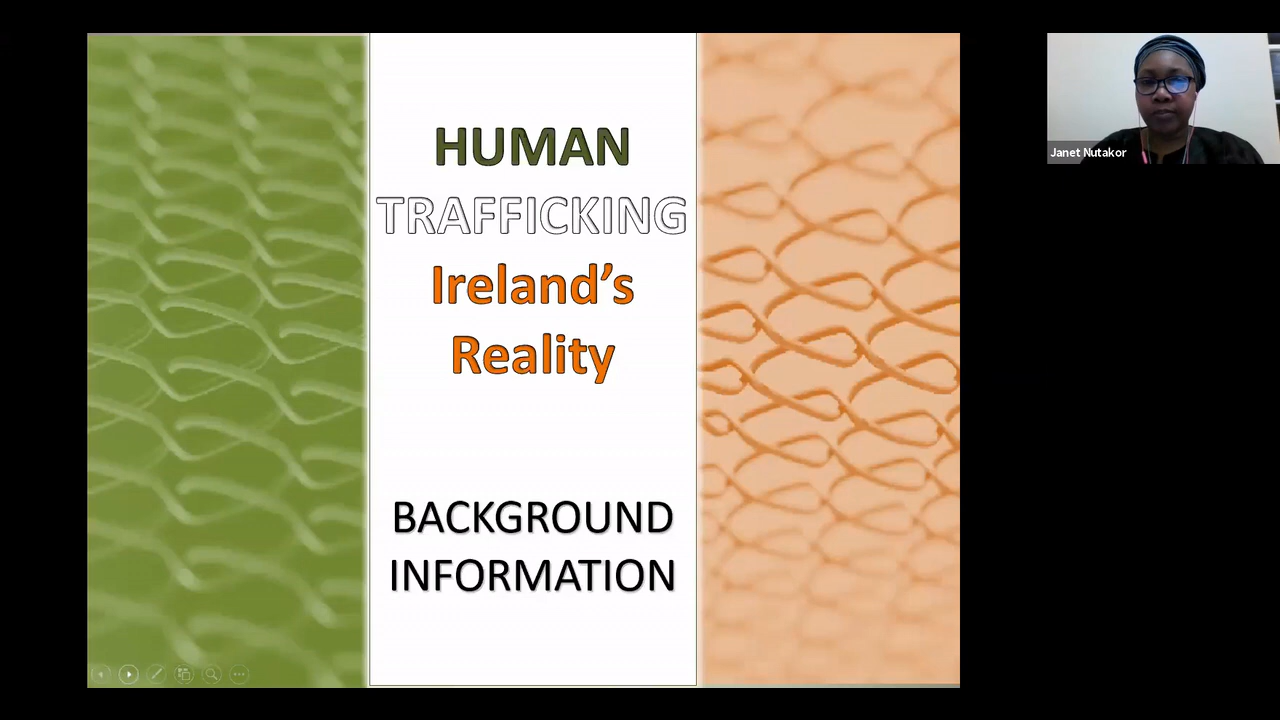 HUMAN
TRAFFICKING
Ireland’s
Reality
BACKGROUND
INFORMATION
Janet Nutakor